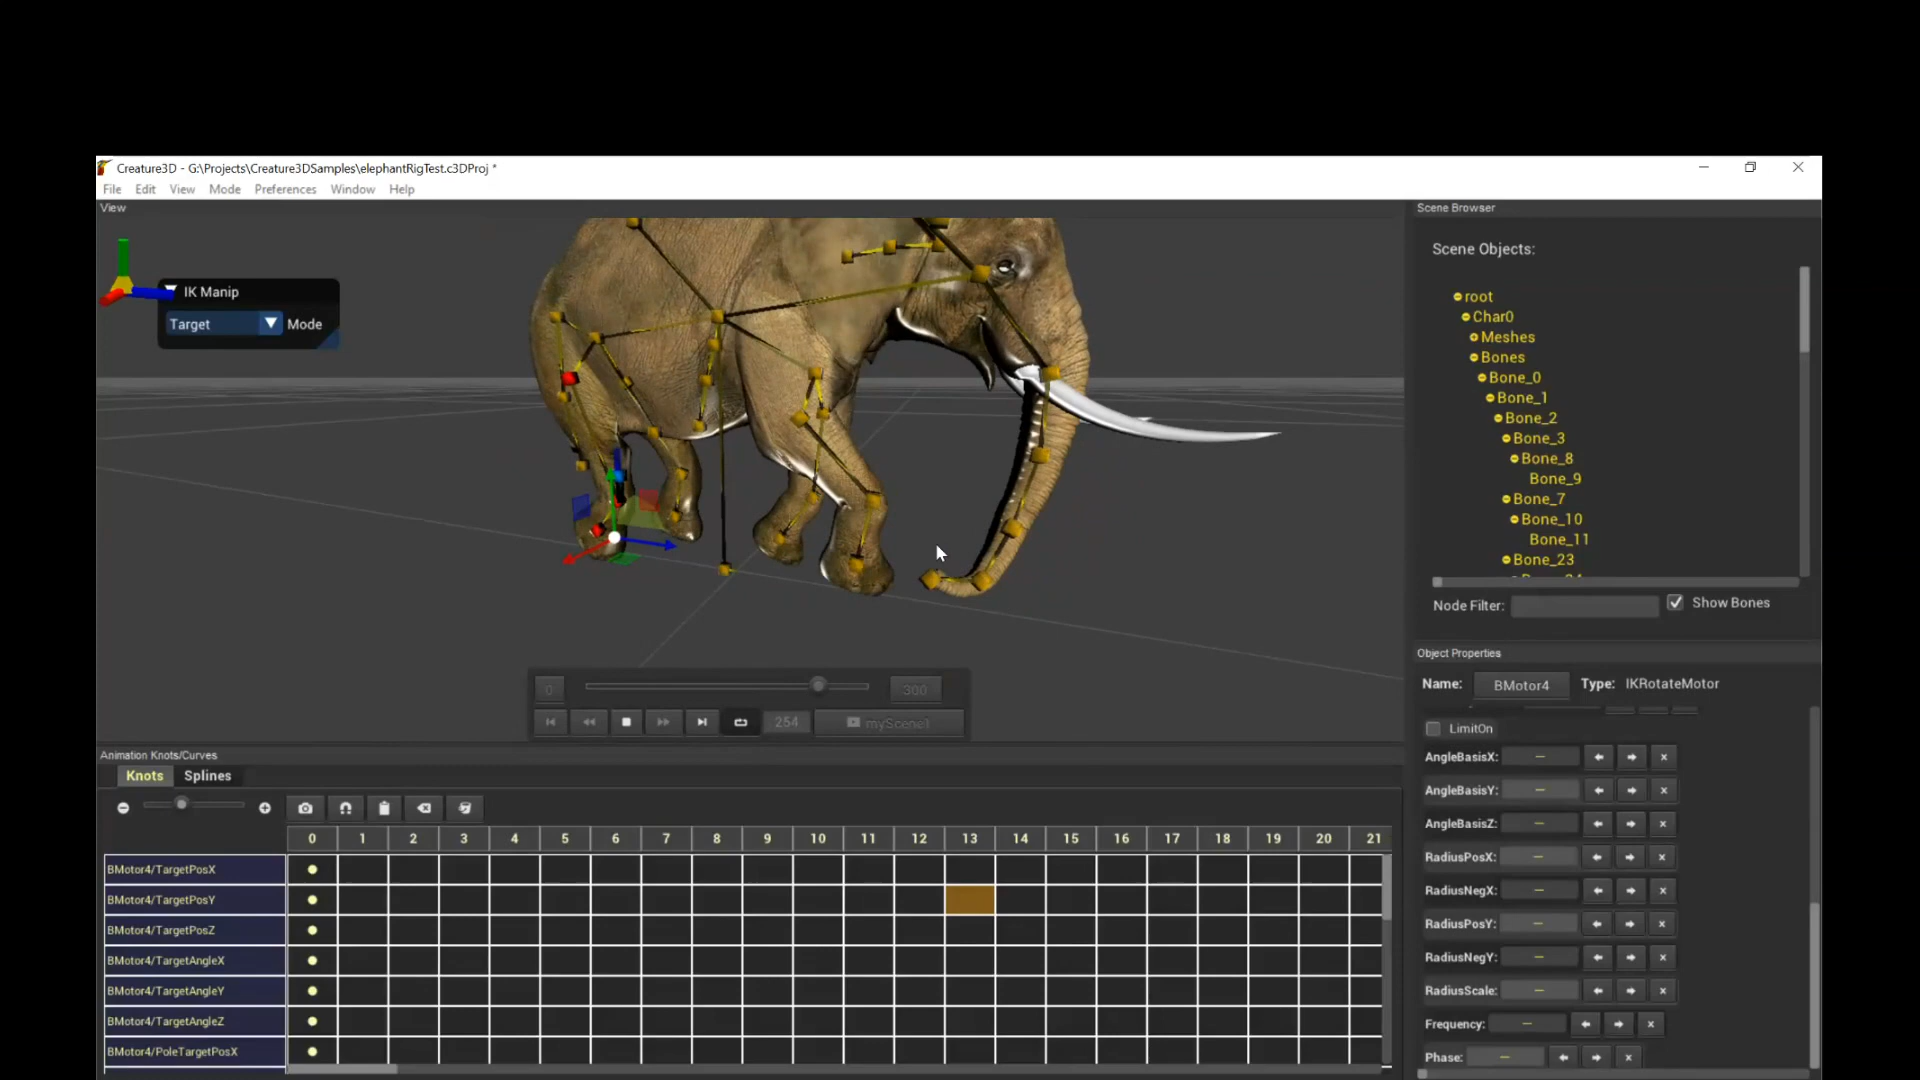 Creature3D - G:\Projects\Creature3DSamples\elephantRigTest.c3DProj *
File Edit View Mode Preferences Window Help
View
IK Manip
Target Mode
0 300
254 myScene1
Scene Browser
Scene Objects:
root
Char0
Meshes
Bones
Bone_0
Bone_1
Bone_2
Bone_3
Bone_8
Bone_9
Bone_7
Bone_10
Bone_11
Bone_23
Node Filter: Show Bones
Object Properties
Name: BMotor4 Type: IKRotateMotor
LimitOn
AngleBasisX:
AngleBasisY:
AngleBasisZ:
RadiusPosX:
RadiusNegX:
RadiusPosY:
RadiusNegY:
RadiusScale:
Frequency:
Phase:
Animation Knots/Curves
Knots Splines
0 1 2 3 4 5 6 7 8 9 10 11 12 13 14 15 16 17 18 19 20 21
BMotor4/TargetPosX
BMotor4/TargetPosY
BMotor4/TargetPosZ
BMotor4/TargetAngleX
BMotor4/TargetAngleY
BMotor4/TargetAngleZ
BMotor4/PoleTargetPosX